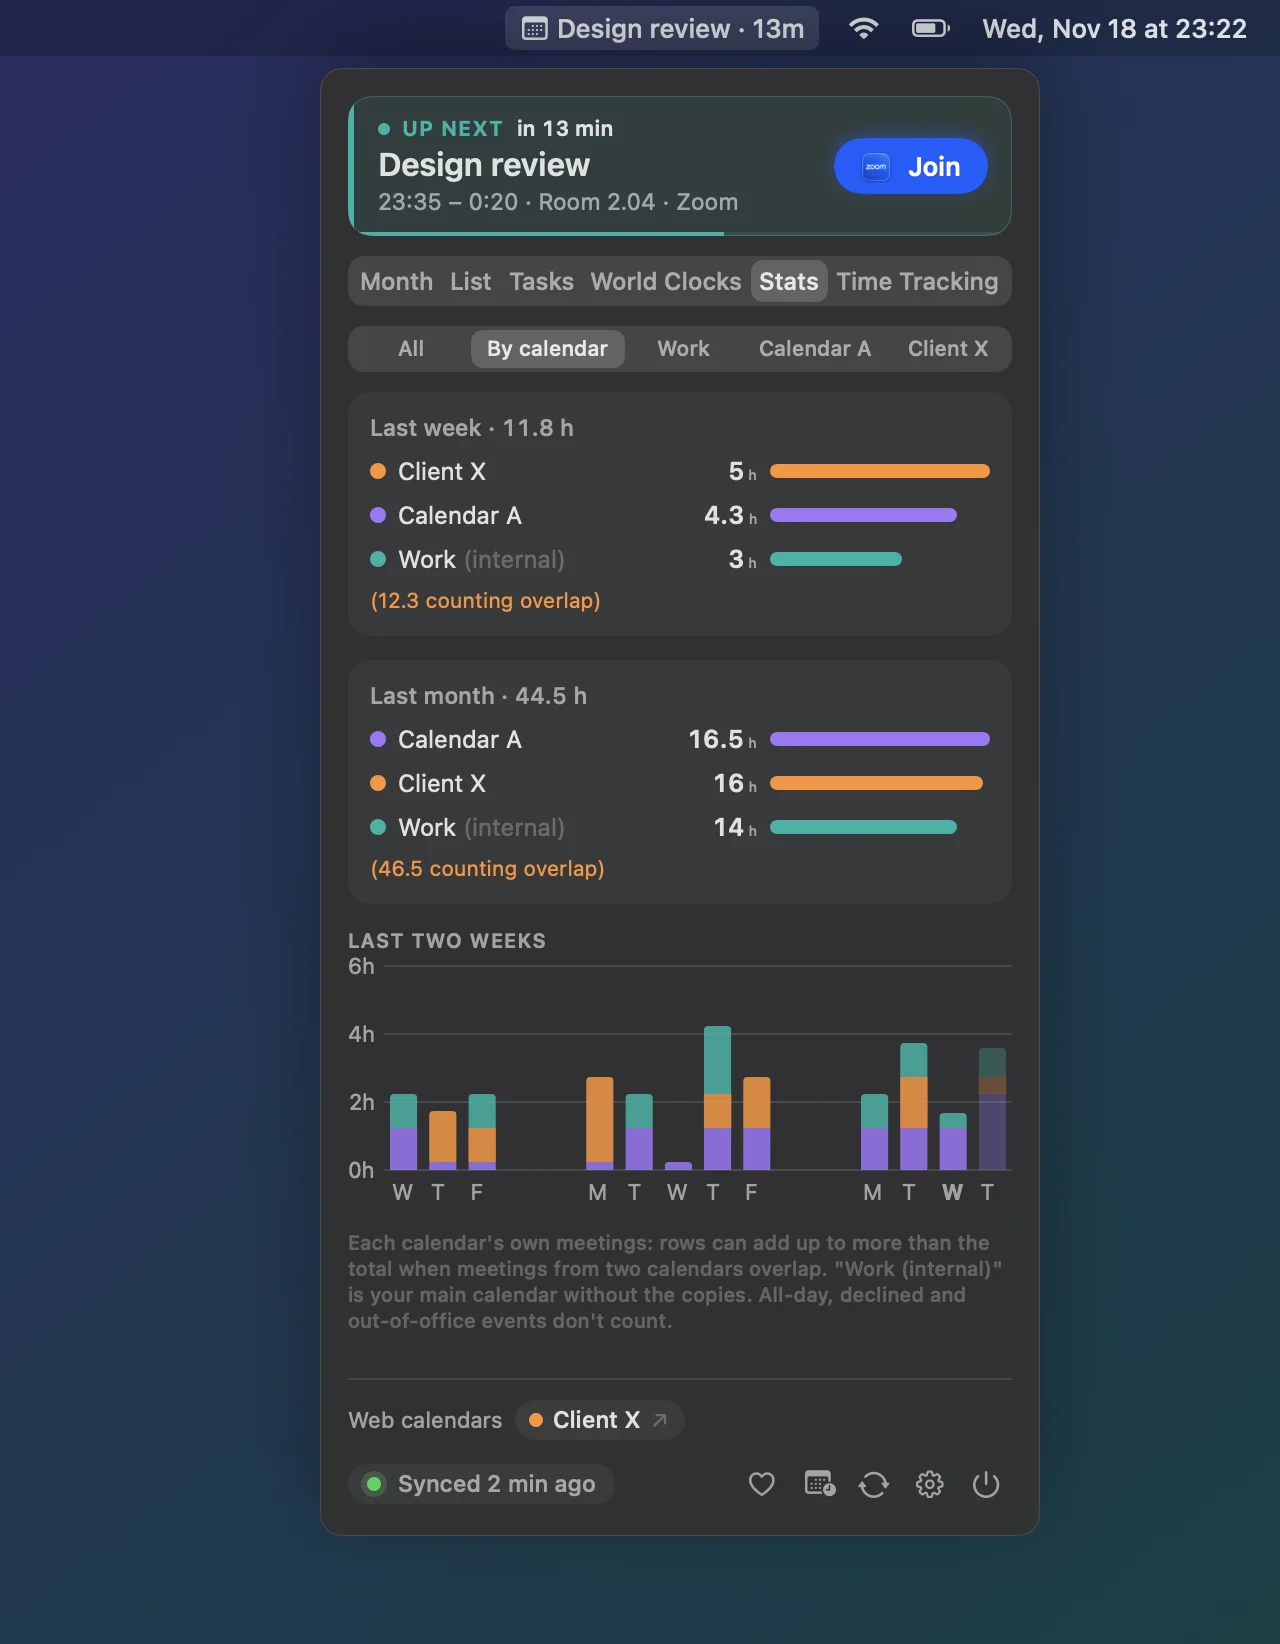 Design review · 13m
Wed, Nov 18 at 23:22
UP NEXT in 13 min
Design review
23:35 – 0:20 · Room 2.04 · Zoom
zoom Join
Month List Tasks World Clocks Stats Time Tracking
All By calendar Work Calendar A Client X
Last week · 11.8 h
Client X 5 h
Calendar A 4.3 h
Work (internal) 3 h
(12.3 counting overlap)
Last month · 44.5 h
Calendar A 16.5 h
Client X 16 h
Work (internal) 14 h
(46.5 counting overlap)
LAST TWO WEEKS
6h
4h
2h
0h
W T F M T W T F M T W T
Each calendar's own meetings: rows can add up to more than the
total when meetings from two calendars overlap. "Work (internal)"
is your main calendar without the copies. All-day, declined and
out-of-office events don't count.
Web calendars Client X ↗
Synced 2 min ago